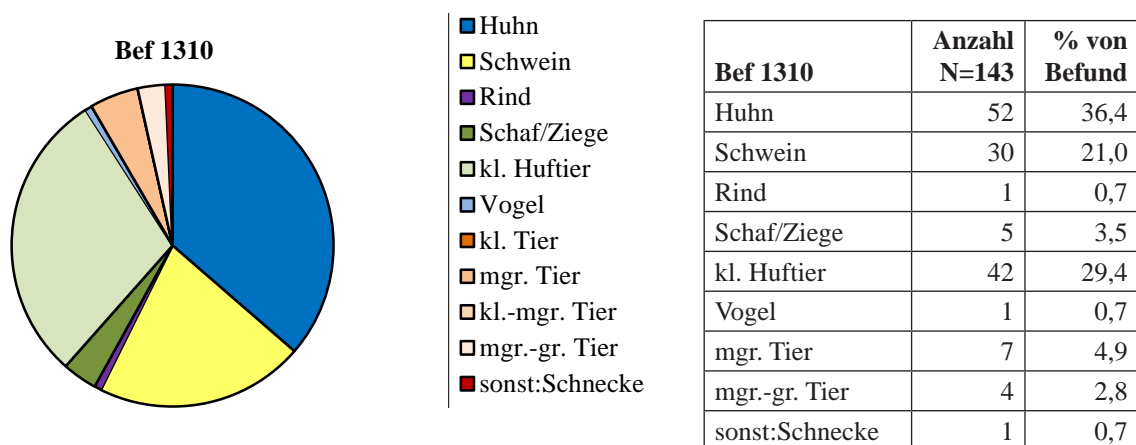 Bef 1310
Huhn
Schwein
Rind
Schaf/Ziege
kl. Huftier
Vogel
kl. Tier
mgr. Tier
kl.-mgr. Tier
mgr.-gr. Tier
sonst:Schnecke
Anzahl % von
Bef 1310 N=143 Befund
Huhn 52 36,4
Schwein 30 21,0
Rind 1 0,7
Schaf/Ziege 5 3,5
kl. Huftier 42 29,4
Vogel 1 0,7
mgr. Tier 7 4,9
mgr.-gr. Tier 4 2,8
sonst:Schnecke 1 0,7